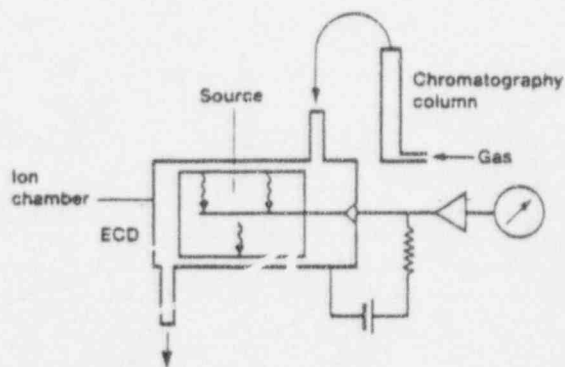 Chromatography
column
Source
Gas
Ion
chamber
ECD